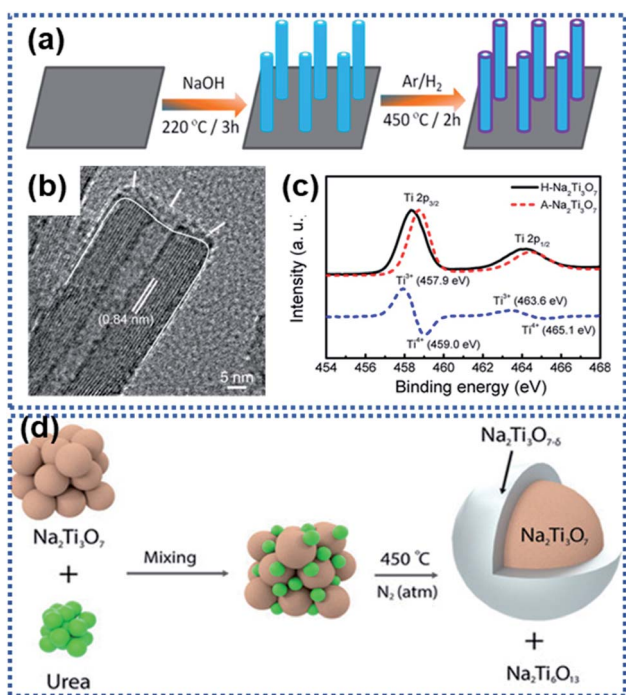 (a)
NaOH
220 °C / 3h
Ar/H₂
450 °C / 2h
(b)
(0.84 nm)
5 nm
(c)
Intensity (a. u.)
Ti 2p₃/₂
H-Na₂Ti₃O₇
A-Na₂Ti₃O₇
Ti 2p₁/₂
Ti³⁺ (457.9 eV)
Ti³⁺ (463.6 eV)
Ti⁴⁺ (459.0 eV)
Ti⁴⁺ (465.1 eV)
454 456 458 460 462 464 466 468
Binding energy (eV)
(d)
Na₂Ti₃O₇
+
Urea
Mixing
450 °C
N₂ (atm)
Na₂Ti₃O₇₋δ
Na₂Ti₃O₇
+
Na₂Ti₆O₁₃